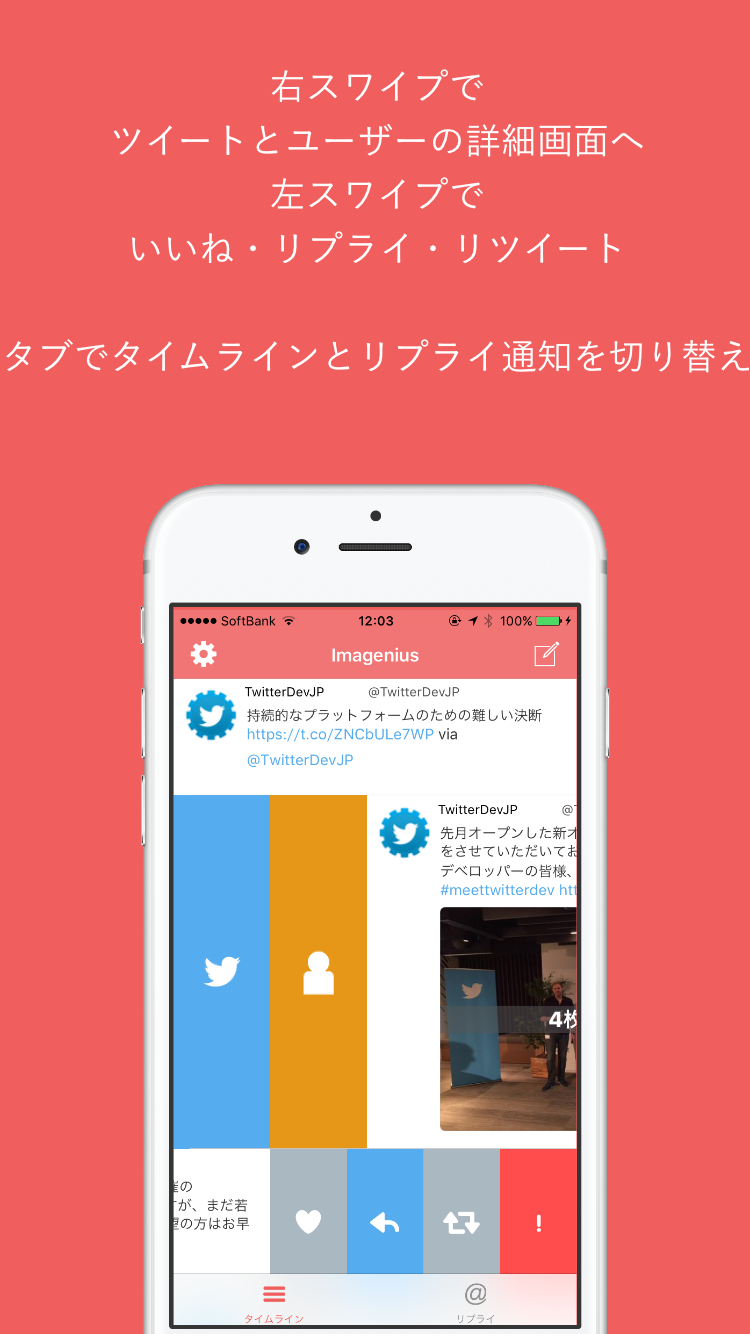 右スワイプで
ツイートとユーザーの詳細画面へ
左スワイプで
いいね・リプライ・リツイート
タブでタイムラインとリプライ通知を切り替え
SoftBank 12:03 100%
Imagenius
TwitterDevJP @TwitterDevJP
持続的なプラットフォームのための難しい決断
https://t.co/ZNCbULe7WP via
@TwitterDevJP
TwitterDevJP @
先月オープンした新オ
をさせていただいてお
デベロッパーの皆様、
#meettwitterdev htt
4枚
の
が、まだ若
の方はお早
!
タイムライン @ リプライ